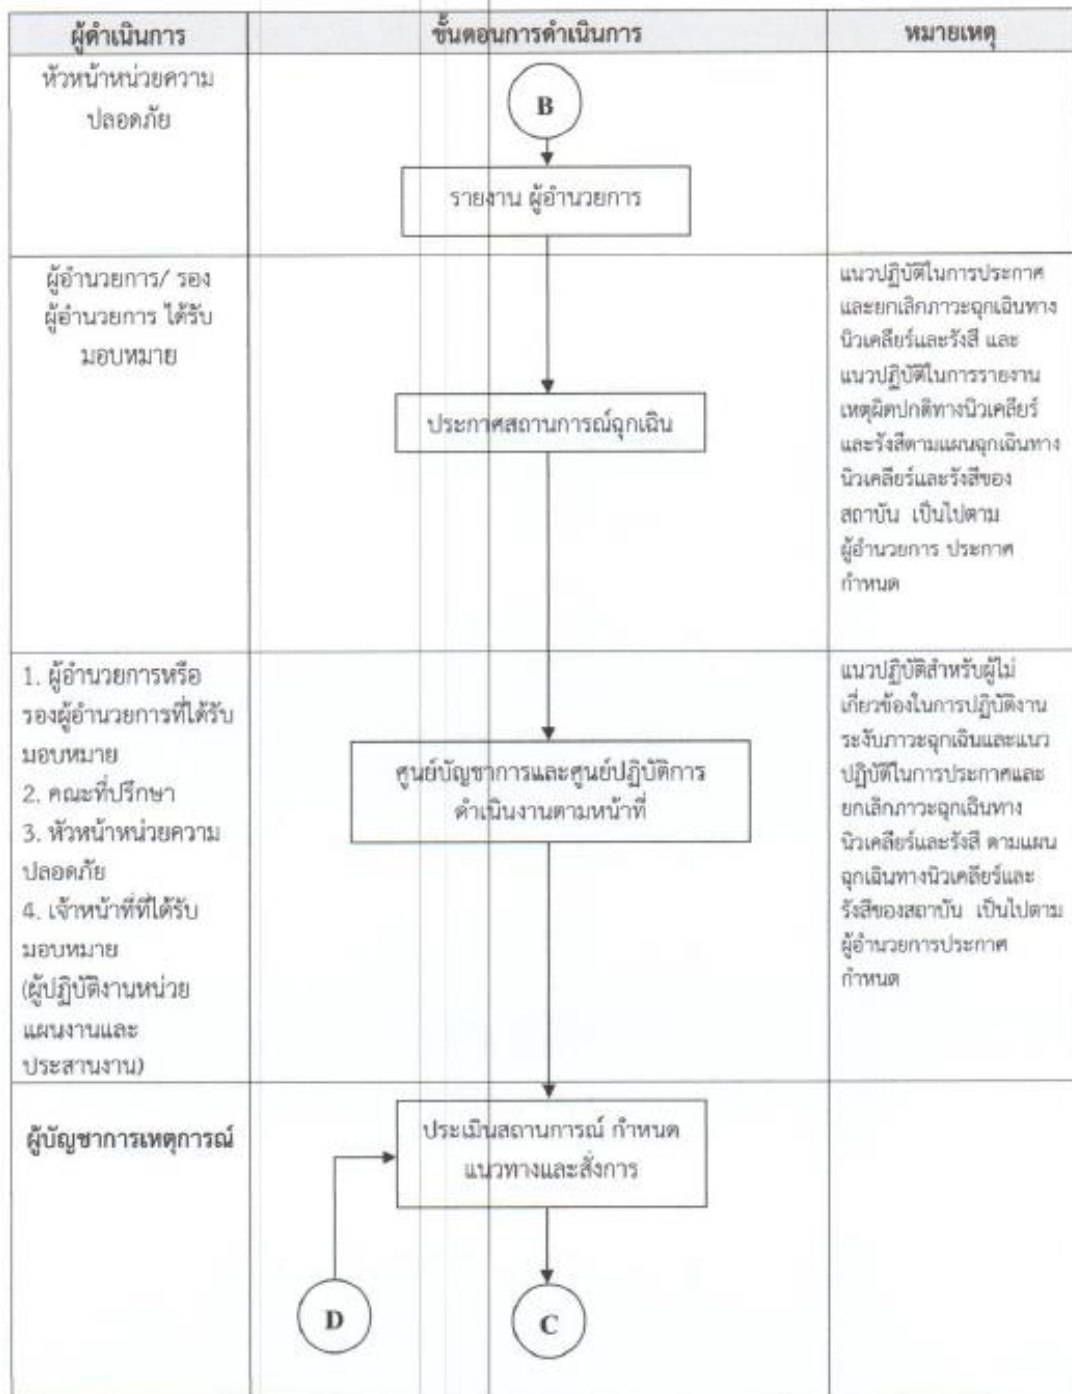 ผู้ดำเนินการ
ขั้นตอนการดำเนินการ
หมายเหตุ
หัวหน้าหน่วยความ
ปลอดภัย
B
รายงาน ผู้อำนวยการ
ผู้อำนวยการ/ รอง
ผู้อำนวยการ ได้รับ
มอบหมาย
ประกาศสถานการณ์ฉุกเฉิน
แนวปฏิบัติในการประกาศ
และยกเลิกภาวะฉุกเฉินทาง
นิวเคลียร์และรังสี และ
แนวปฏิบัติในการรายงาน
เหตุผิดปกติทางนิวเคลียร์
และรังสีตามแผนฉุกเฉินทาง
นิวเคลียร์และรังสีของ
สถาบัน เป็นไปตาม
ผู้อำนวยการ ประกาศ
กำหนด
1. ผู้อำนวยการหรือ
รองผู้อำนวยการที่ได้รับ
มอบหมาย
2. คณะที่ปรึกษา
3. หัวหน้าหน่วยความ
ปลอดภัย
4. เจ้าหน้าที่ที่ได้รับ
มอบหมาย
(ผู้ปฏิบัติงานหน่วย
แผนงานและ
ประสานงาน)
ศูนย์บัญชาการและศูนย์ปฏิบัติการ
ดำเนินงานตามหน้าที่
แนวปฏิบัติสำหรับผู้ไม่
เกี่ยวข้องในการปฏิบัติงาน
ระงับภาวะฉุกเฉินและแนว
ปฏิบัติในการประกาศและ
ยกเลิกภาวะฉุกเฉินทาง
นิวเคลียร์และรังสี ตามแผน
ฉุกเฉินทางนิวเคลียร์และ
รังสีของสถาบัน เป็นไปตาม
ผู้อำนวยการประกาศ
กำหนด
ผู้บัญชาการเหตุการณ์
ประเมินสถานการณ์ กำหนด
แนวทางและสั่งการ
D
C